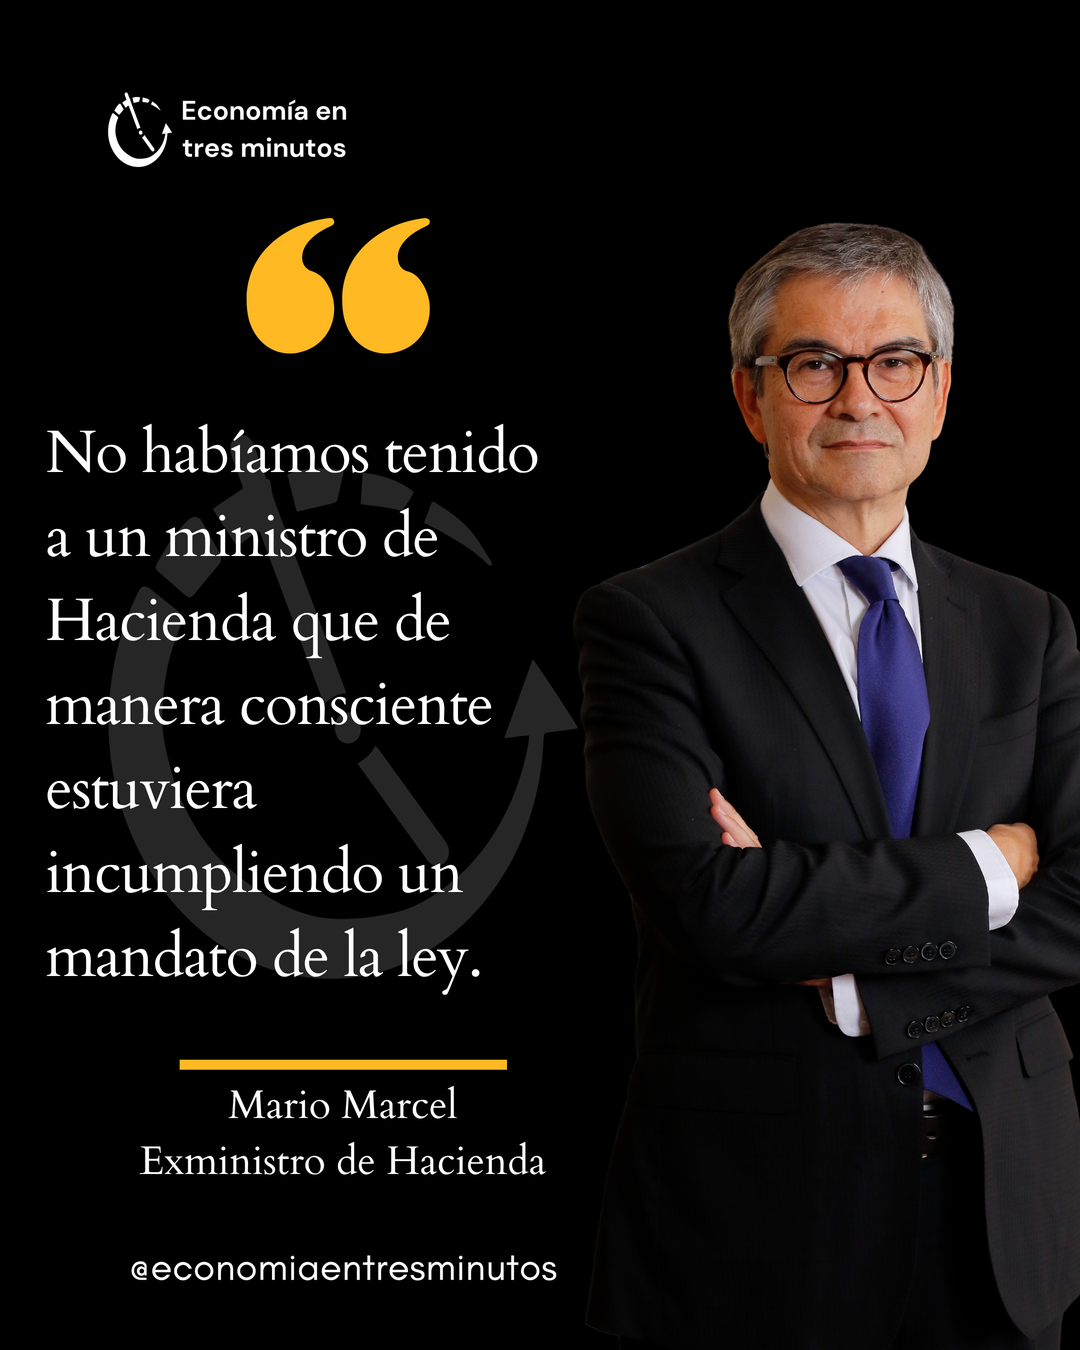 Economía en
tres minutos
No habíamos tenido
a un ministro de
Hacienda que de
manera consciente
estuviera
incumpliendo un
mandato de la ley.
Mario Marcel
Exministro de Hacienda
@economiaentresminutos